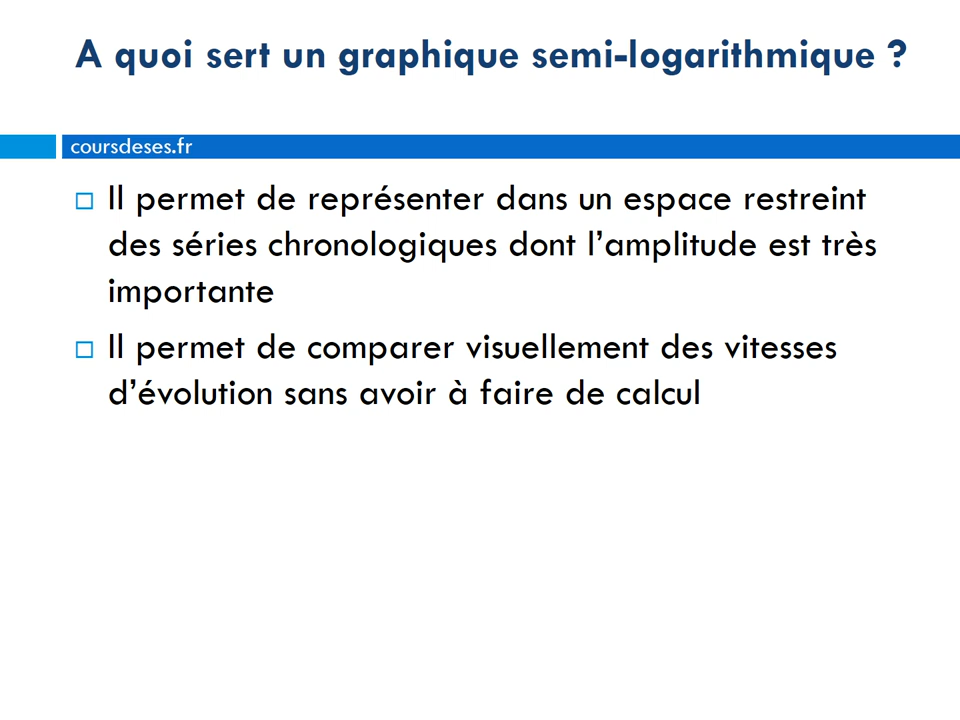 A quoi sert un graphique semi-logarithmique ?
coursdeses.fr
Il permet de représenter dans un espace restreint
des séries chronologiques dont l’amplitude est très
importante
Il permet de comparer visuellement des vitesses
d’évolution sans avoir à faire de calcul